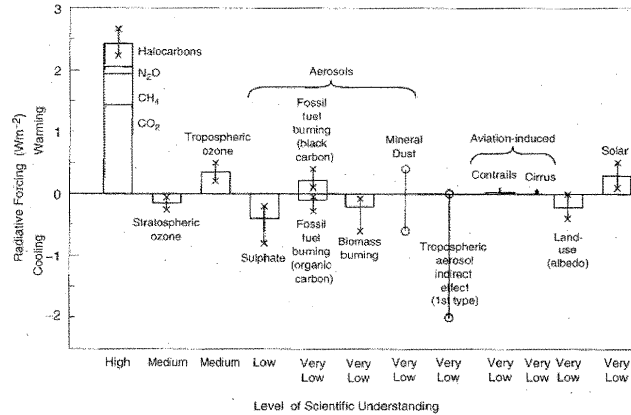 3
2
1
0
−1
−2
Radiative Forcing (Wm−2)
Cooling Warming
Halocarbons
N2O
CH4
CO2
Stratospheric
ozone
Tropospheric
ozone
Sulphate
Aerosols
Fossil
fuel
burning
(black
carbon)
Fossil
fuel
burning
(organic
carbon)
Biomass
burning
Mineral
Dust
Tropospheric
aerosol
indirect
effect
(1st type)
Aviation-induced
Contrails Cirrus
Land-
use
(albedo)
Solar
High Medium Medium Low Very Very Very Very Very Very Very Very
Low Low Low Low Low Low Low Low
Level of Scientific Understanding